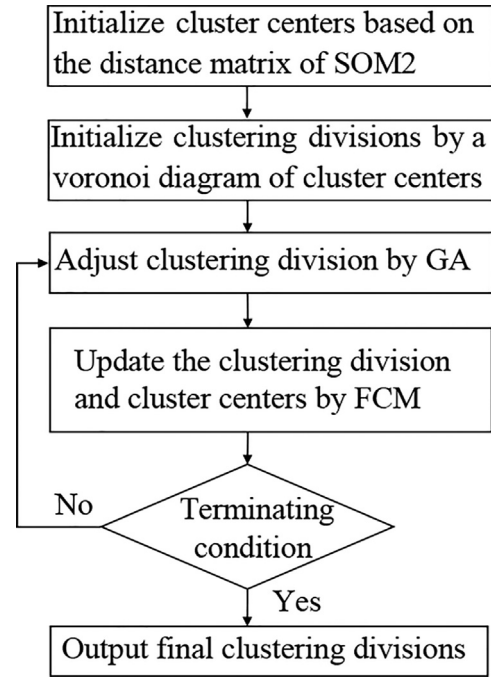 Initialize cluster centers based on
the distance matrix of SOM2
Initialize clustering divisions by a
voronoi diagram of cluster centers
Adjust clustering division by GA
Update the clustering division
and cluster centers by FCM
No
Terminating
condition
Yes
Output final clustering divisions